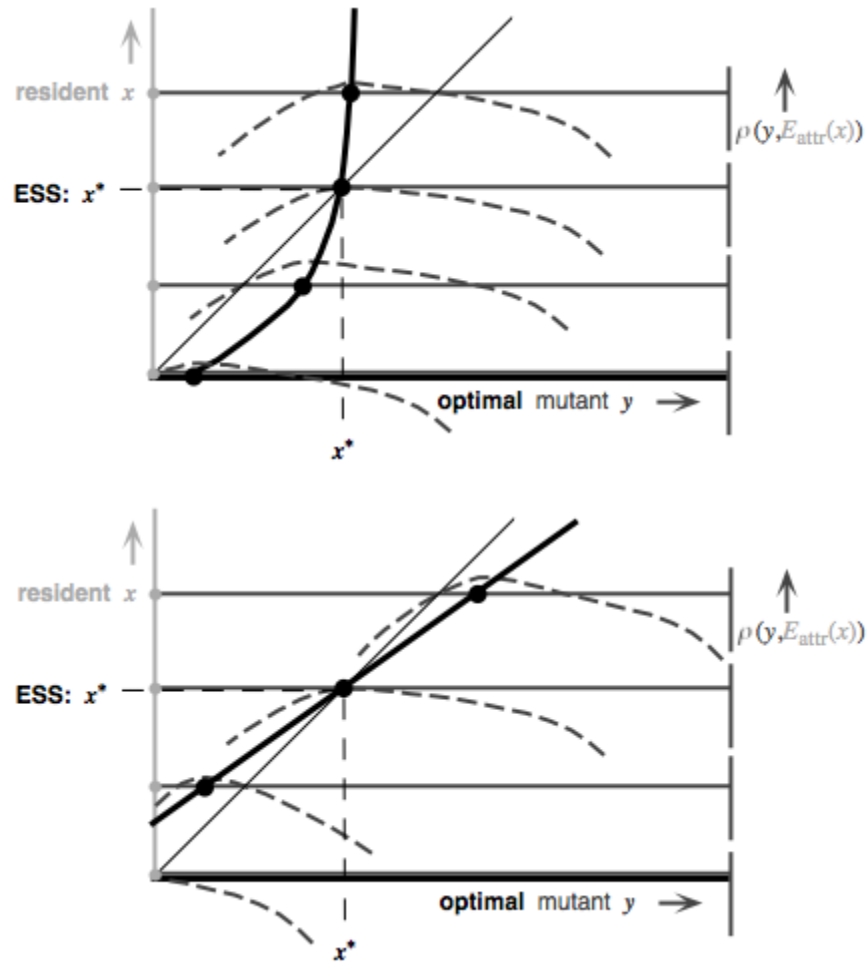 resident x
ρ(y,E_attr(x))
ESS: x*
optimal mutant y
x*
resident x
ρ(y,E_attr(x))
ESS: x*
optimal mutant y
x*